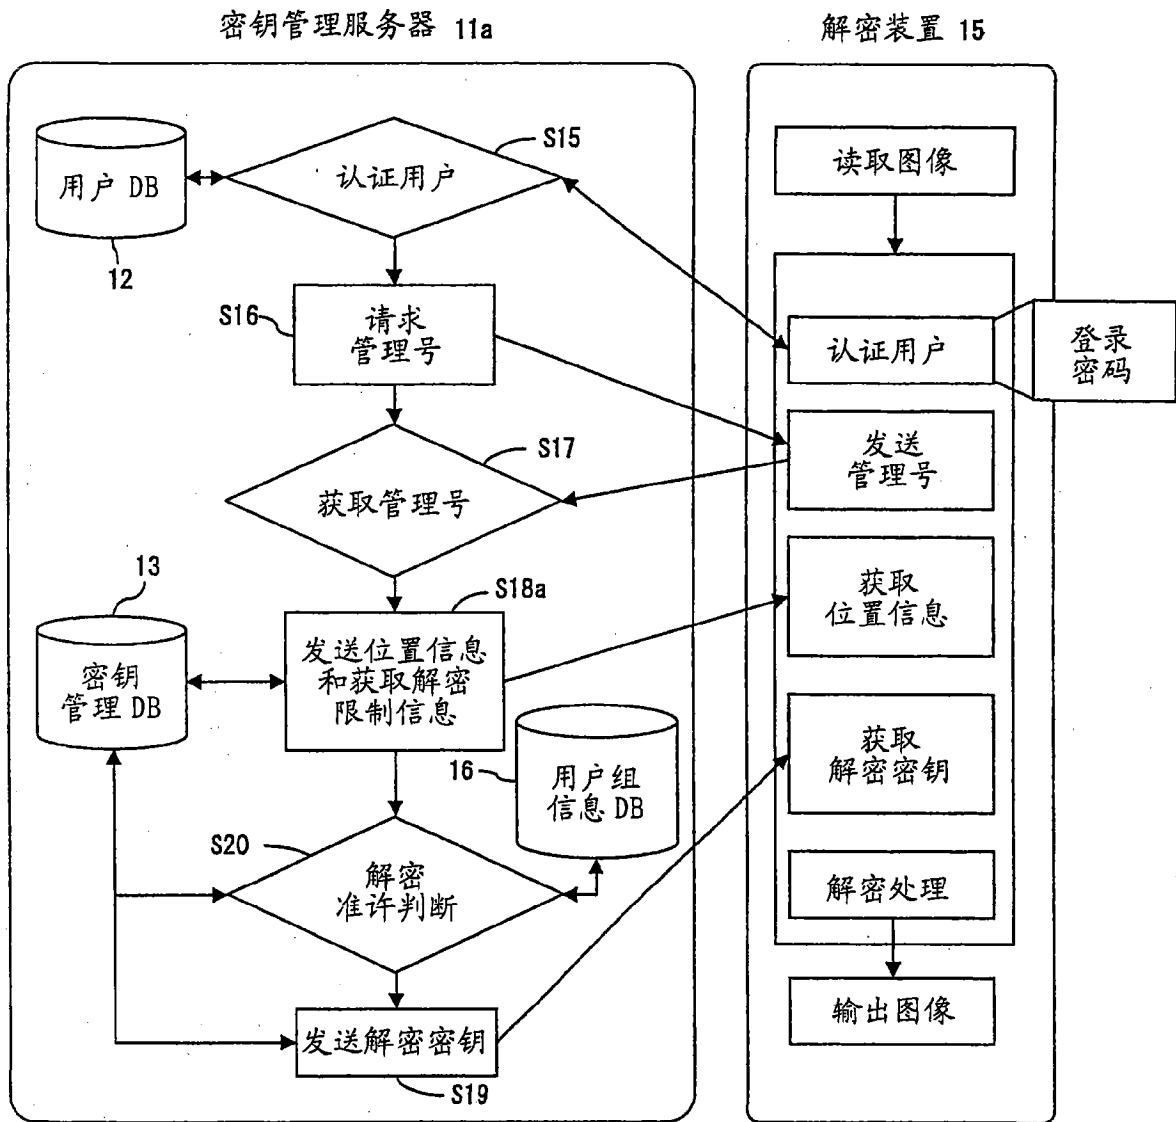 密钥管理服务器 11a
解密装置 15
用户 DB
12
认证用户
S15
S16
请求
管理号
S17
获取管理号
13
密钥
管理 DB
S18a
发送位置信息
和获取解密
限制信息
16
用户组
信息 DB
S20
解密
准许判断
发送解密密钥
S19
读取图像
认证用户
登录
密码
发送
管理号
获取
位置信息
获取
解密密钥
解密处理
输出图像